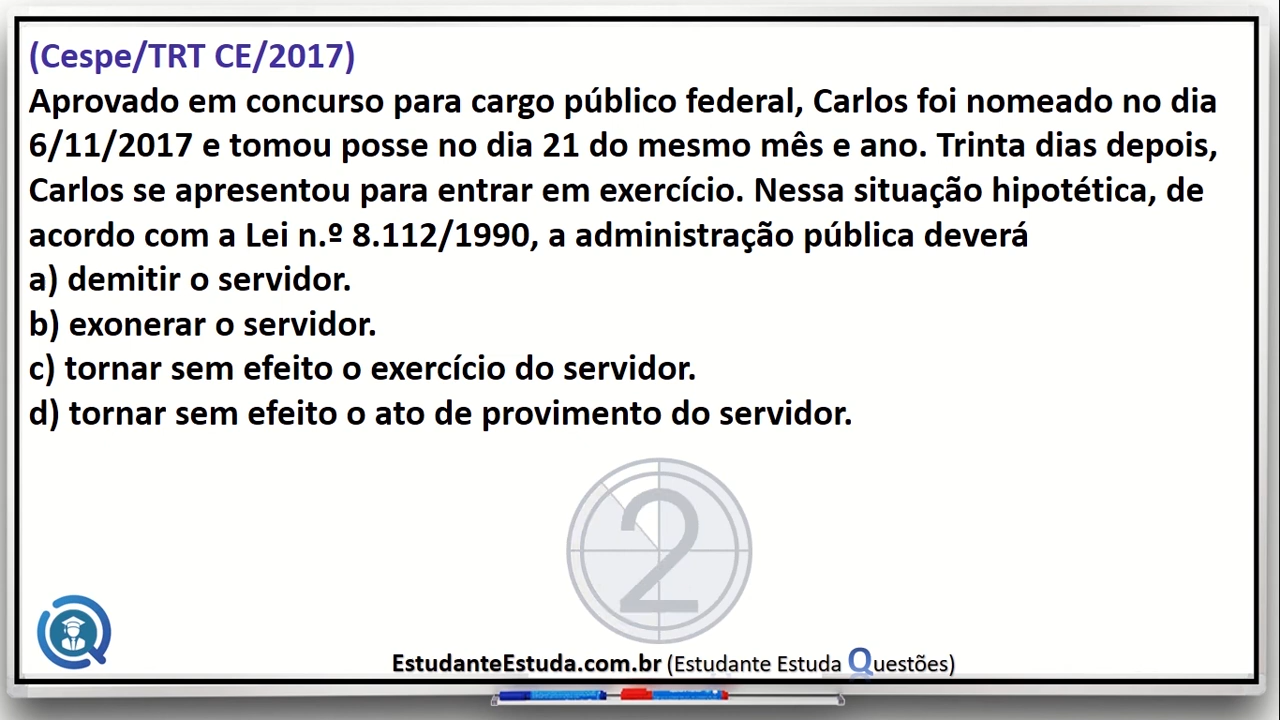 (Cespe/TRT CE/2017)
Aprovado em concurso para cargo público federal, Carlos foi nomeado no dia
6/11/2017 e tomou posse no dia 21 do mesmo mês e ano. Trinta dias depois,
Carlos se apresentou para entrar em exercício. Nessa situação hipotética, de
acordo com a Lei n.º 8.112/1990, a administração pública deverá
a) demitir o servidor.
b) exonerar o servidor.
c) tornar sem efeito o exercício do servidor.
d) tornar sem efeito o ato de provimento do servidor.
2
EstudanteEstuda.com.br (Estudante Estuda Questões)